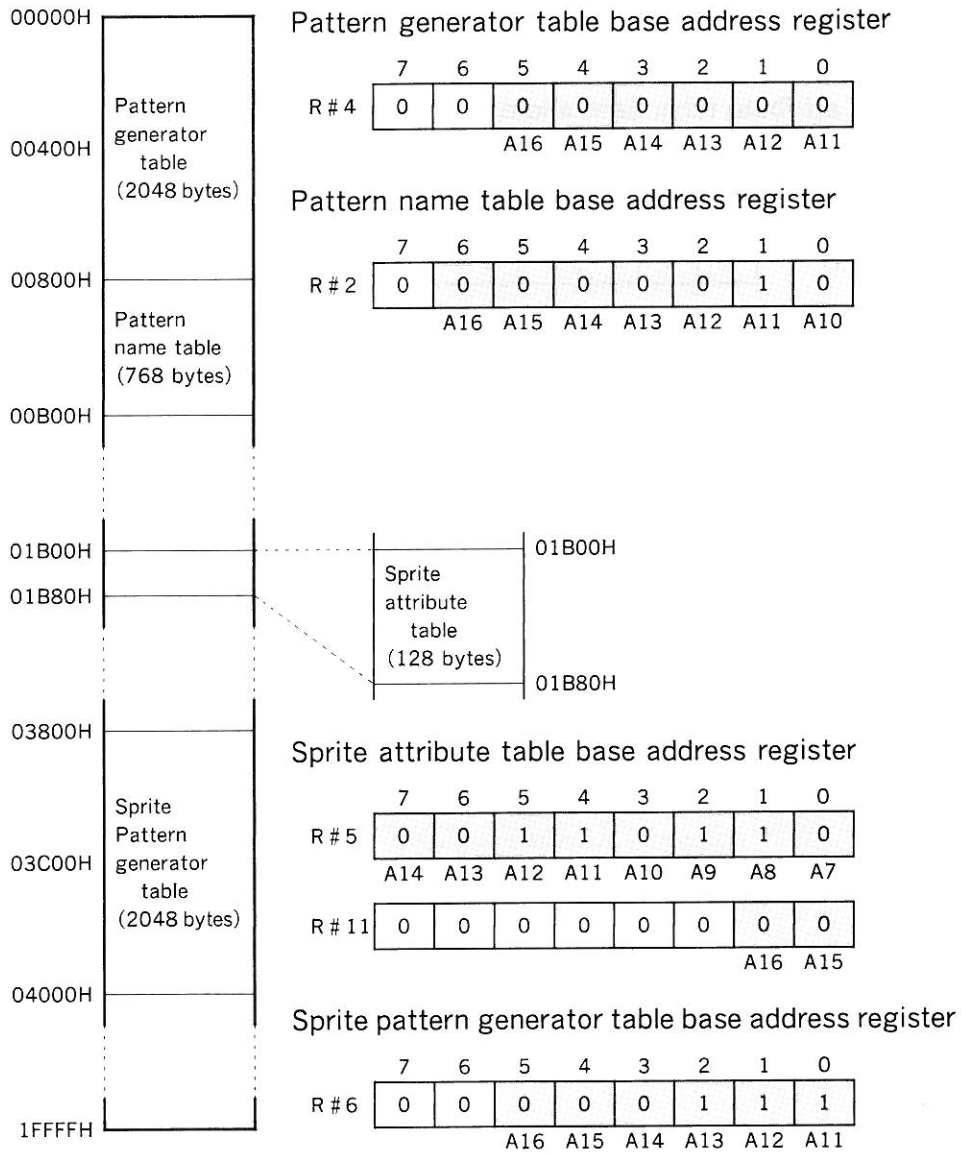 00000H
Pattern
generator
table
(2048 bytes)
00400H
00800H
Pattern
name table
(768 bytes)
00B00H
01B00H
01B80H
01B00H
Sprite
attribute
table
(128 bytes)
01B80H
03800H
Sprite
Pattern
generator
table
(2048 bytes)
03C00H
04000H
1FFFFH
Pattern generator table base address register
7 6 5 4 3 2 1 0
R#4 0 0 0 0 0 0 0 0
A16 A15 A14 A13 A12 A11
Pattern name table base address register
7 6 5 4 3 2 1 0
R#2 0 0 0 0 0 0 1 0
A16 A15 A14 A13 A12 A11 A10
Sprite attribute table base address register
7 6 5 4 3 2 1 0
R#5 0 0 1 1 0 1 1 0
A14 A13 A12 A11 A10 A9 A8 A7
R#11 0 0 0 0 0 0 0 0
A16 A15
Sprite pattern generator table base address register
7 6 5 4 3 2 1 0
R#6 0 0 0 0 0 1 1 1
A16 A15 A14 A13 A12 A11